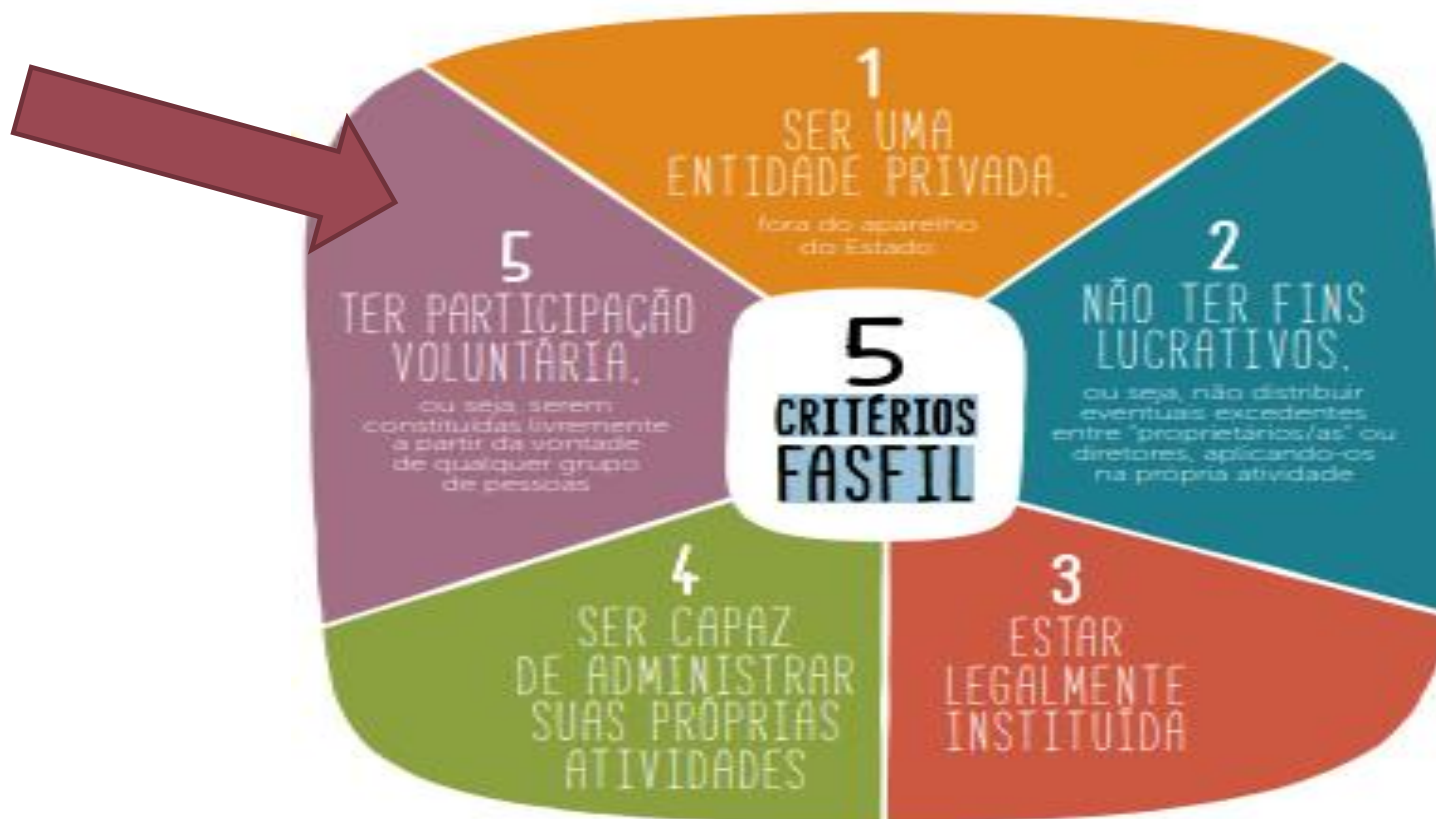 1
SER UMA
ENTIDADE PRIVADA.
fora do aparelho
do Estado
2
NÃO TER FINS
LUCRATIVOS.
ou seja, não distribuir
eventuais excedentes
entre "proprietários/as" ou
diretores, aplicando-os
na própria atividade
3
ESTAR
LEGALMENTE
INSTITUÍDA
4
SER CAPAZ
DE ADMINISTRAR
SUAS PRÓPRIAS
ATIVIDADES
5
TER PARTICIPAÇÃO
VOLUNTÁRIA.
ou seja, serem
constituídas livremente
a partir da vontade
de qualquer grupo
de pessoas
5
CRITÉRIOS
FASFIL